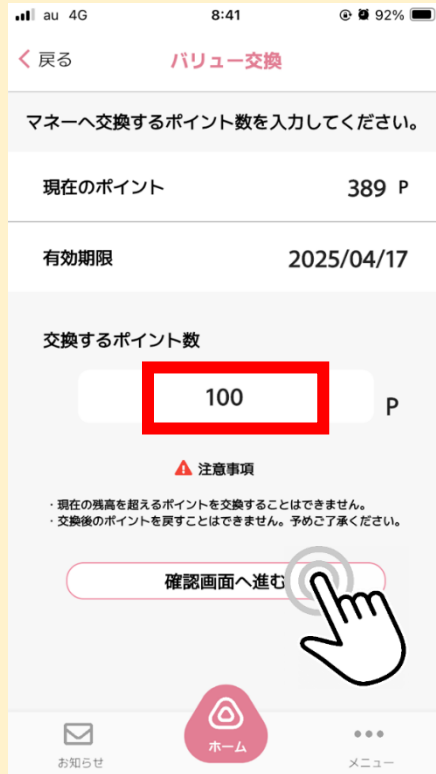 au 4G 8:41 92%
戻る バリュー交換
マネーへ交換するポイント数を入力してください。
現在のポイント 389 P
有効期限 2025/04/17
交換するポイント数
100 P
注意事項
・現在の残高を超えるポイントを交換することはできません。
・交換後のポイントを戻すことはできません。予めご了承ください。
確認画面へ進む
お知らせ ホーム メニュー